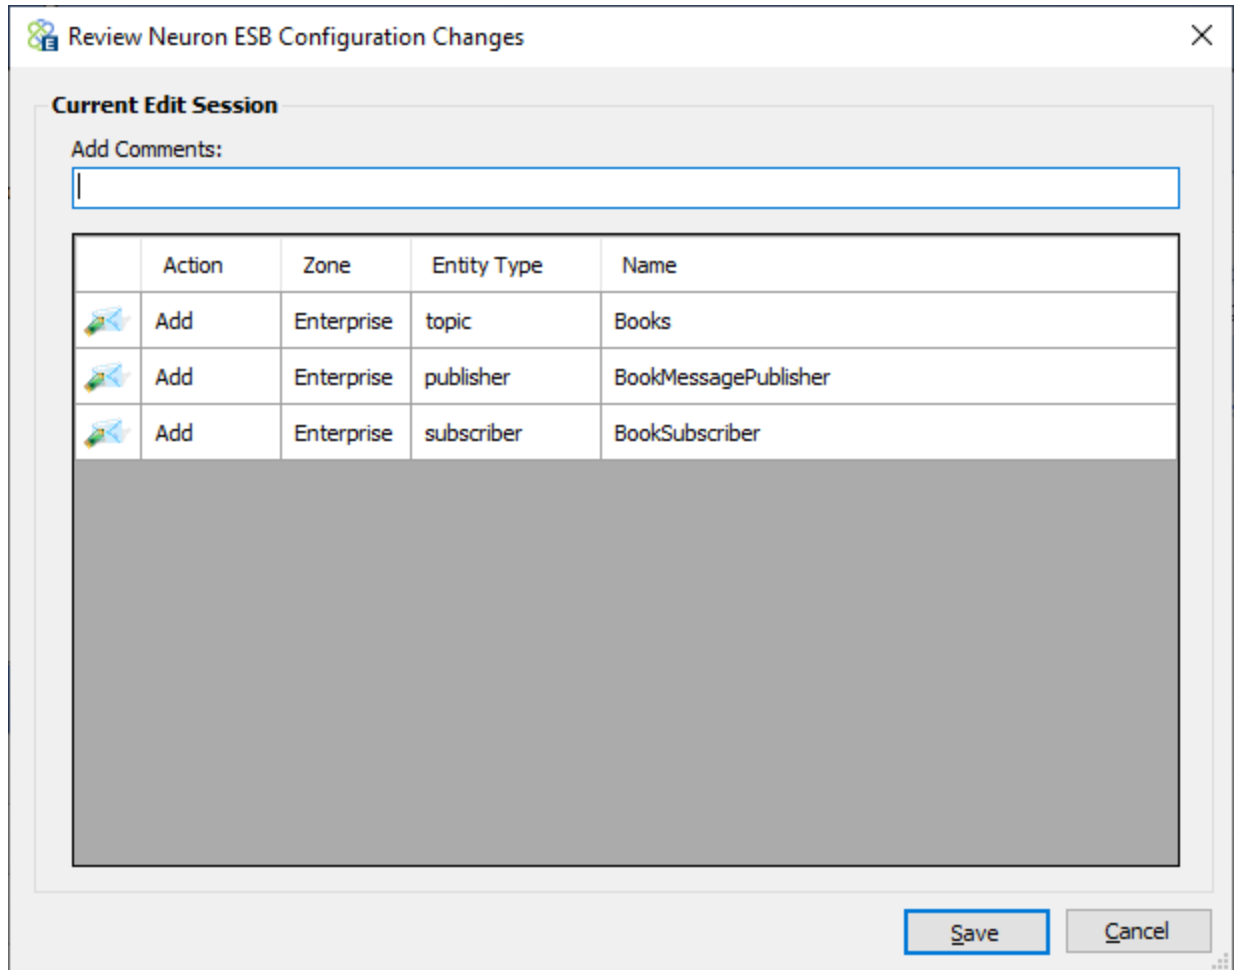 Review Neuron ESB Configuration Changes
Current Edit Session
Add Comments:
Action Zone Entity Type Name
Add Enterprise topic Books
Add Enterprise publisher BookMessagePublisher
Add Enterprise subscriber BookSubscriber
Save Cancel